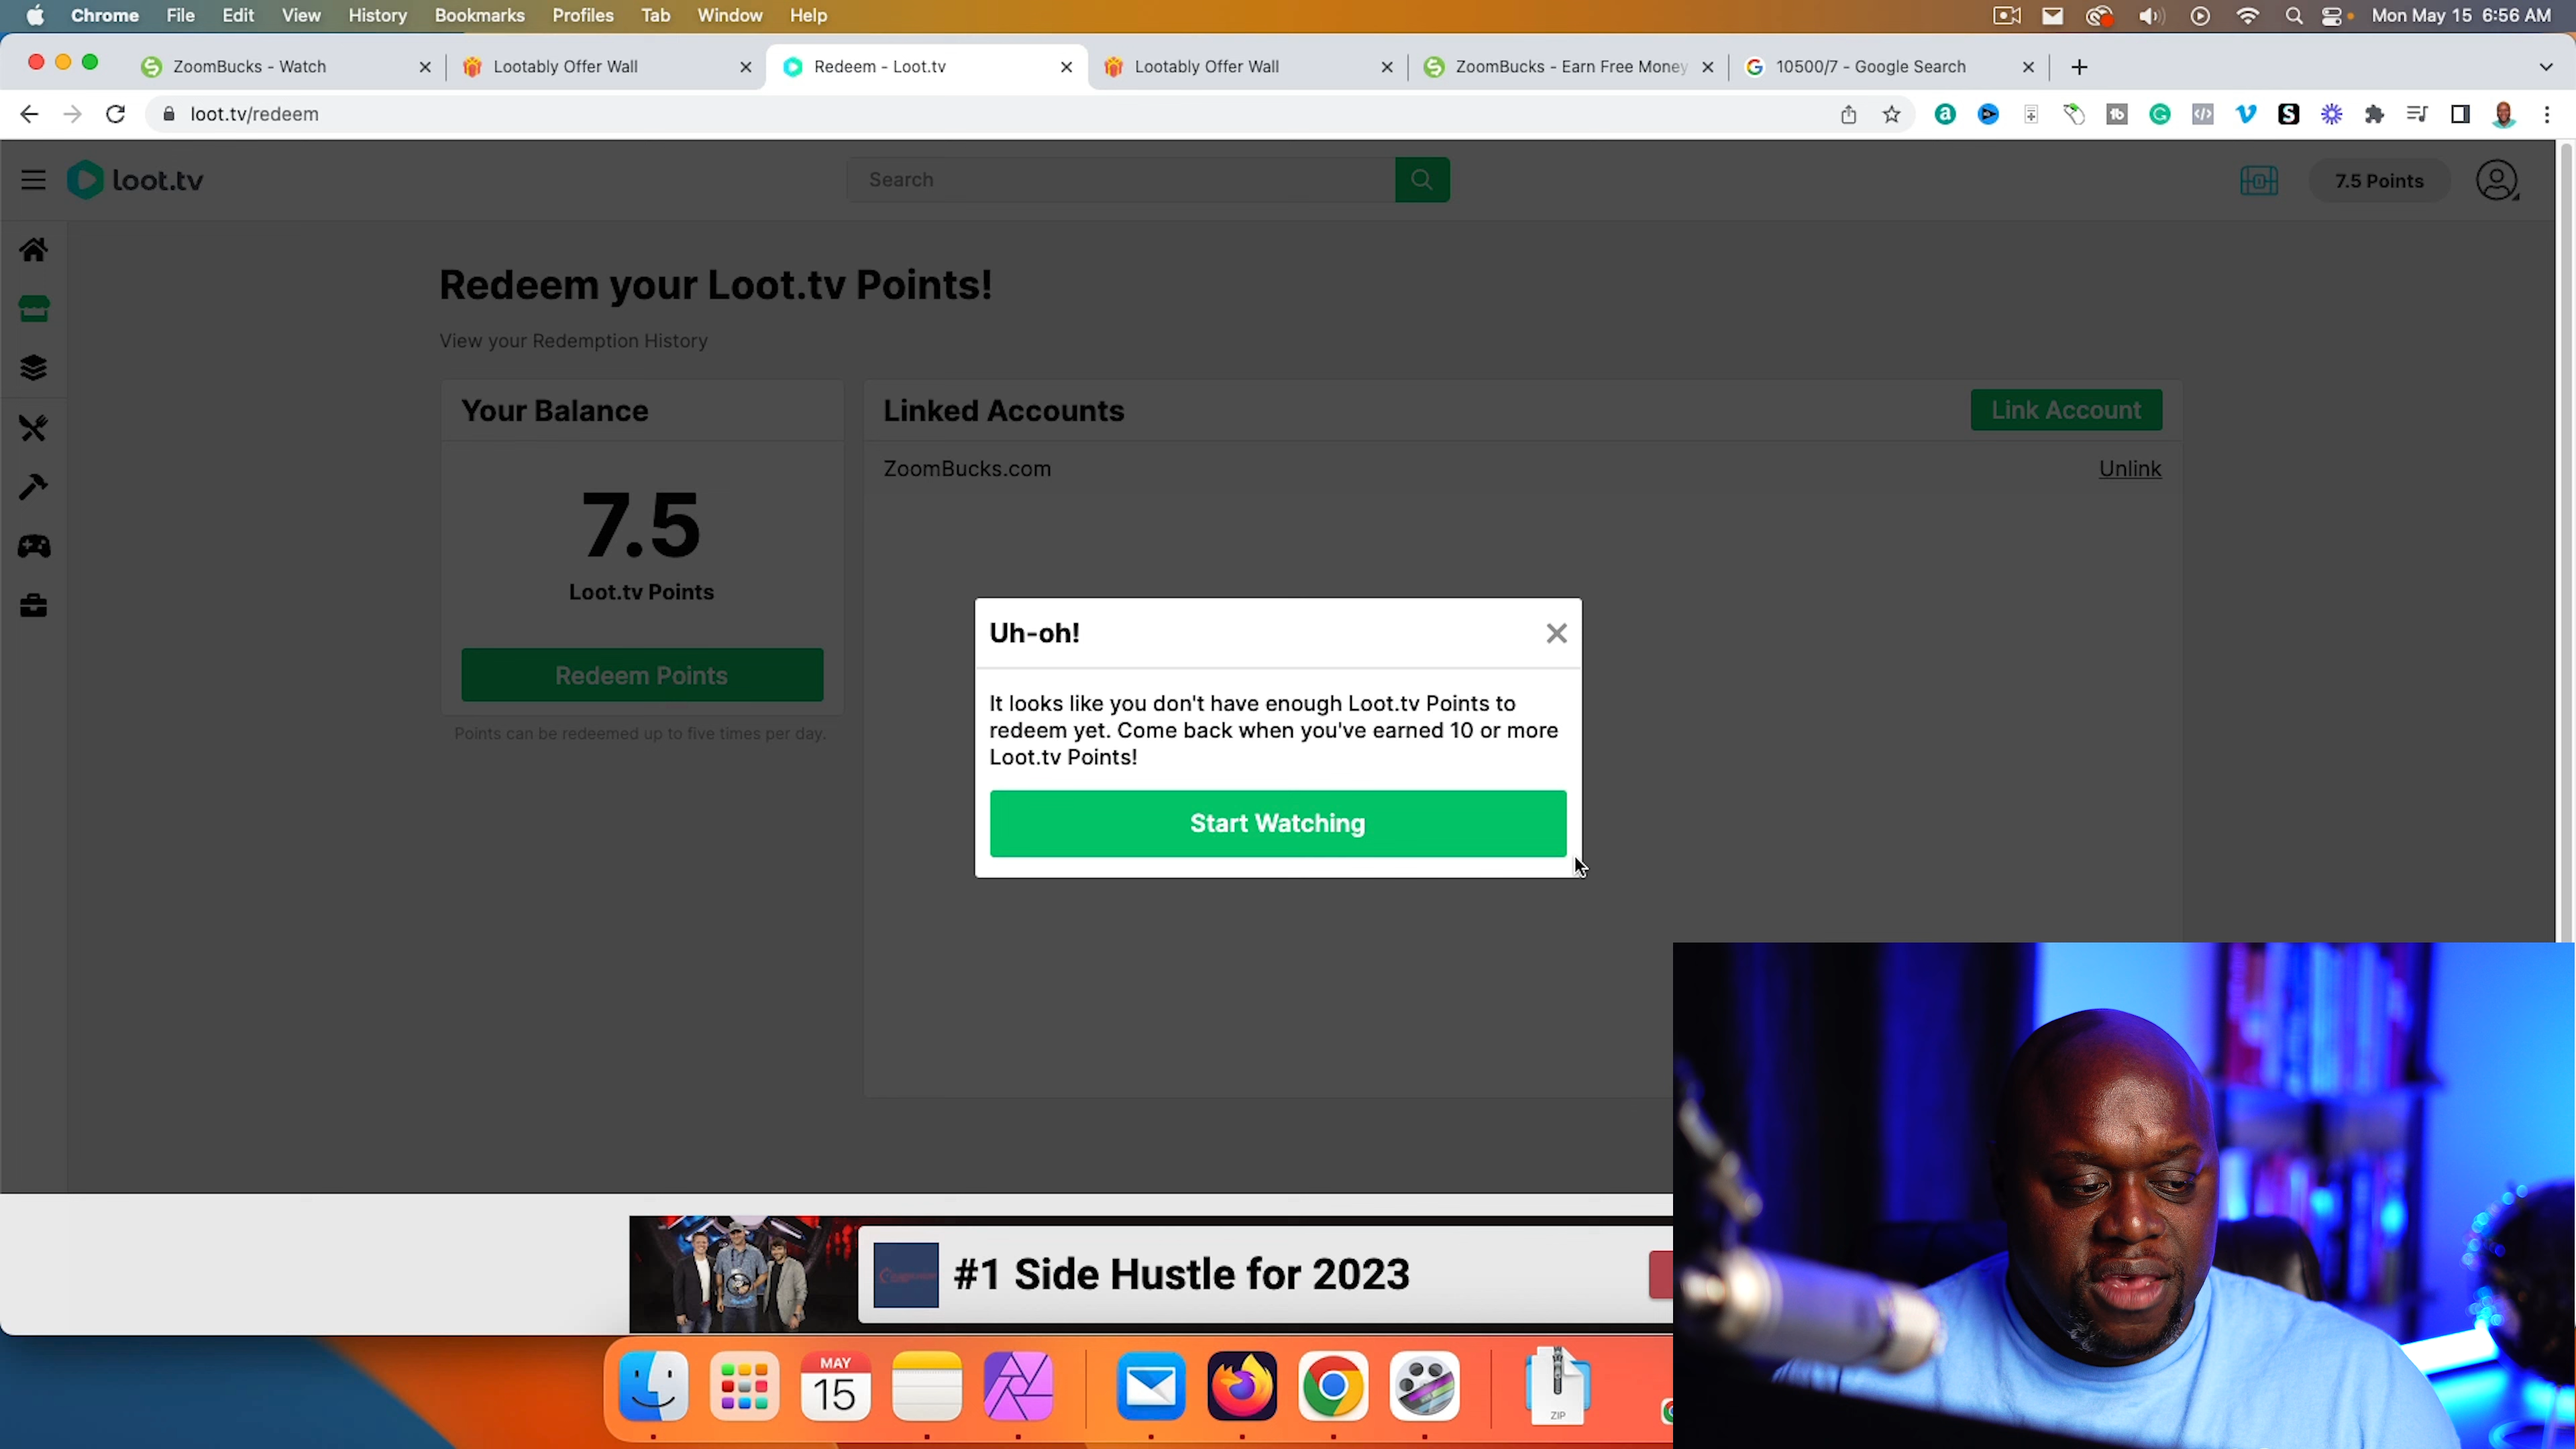 Chrome File Edit View History Bookmarks Profiles Tab Window Help Mon May 15 6:56 AM
ZoomBucks - Watch Lootably Offer Wall Redeem - Loot.tv Lootably Offer Wall ZoomBucks - Earn Free Money 10500/7 - Google Search
loot.tv/redeem
loot.tv Search 7.5 Points
Redeem your Loot.tv Points!
View your Redemption History
Your Balance
7.5
Loot.tv Points
Redeem Points
Points can be redeemed up to five times per day.
Linked Accounts Link Account
ZoomBucks.com Unlink
Uh-oh!
It looks like you don't have enough Loot.tv Points to
redeem yet. Come back when you've earned 10 or more
Loot.tv Points!
Start Watching
#1 Side Hustle for 2023
MAY
15
ZIP